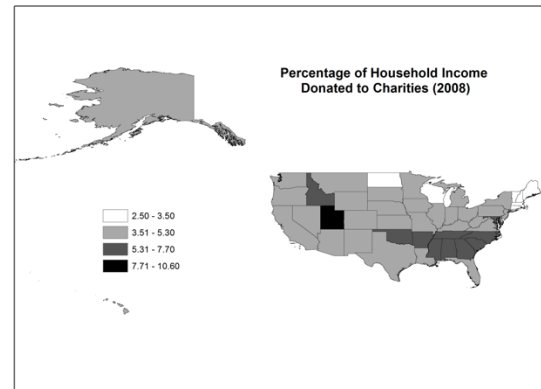 Percentage of Household Income
Donated to Charities (2008)
2.50 - 3.50
3.51 - 5.30
5.31 - 7.70
7.71 - 10.60